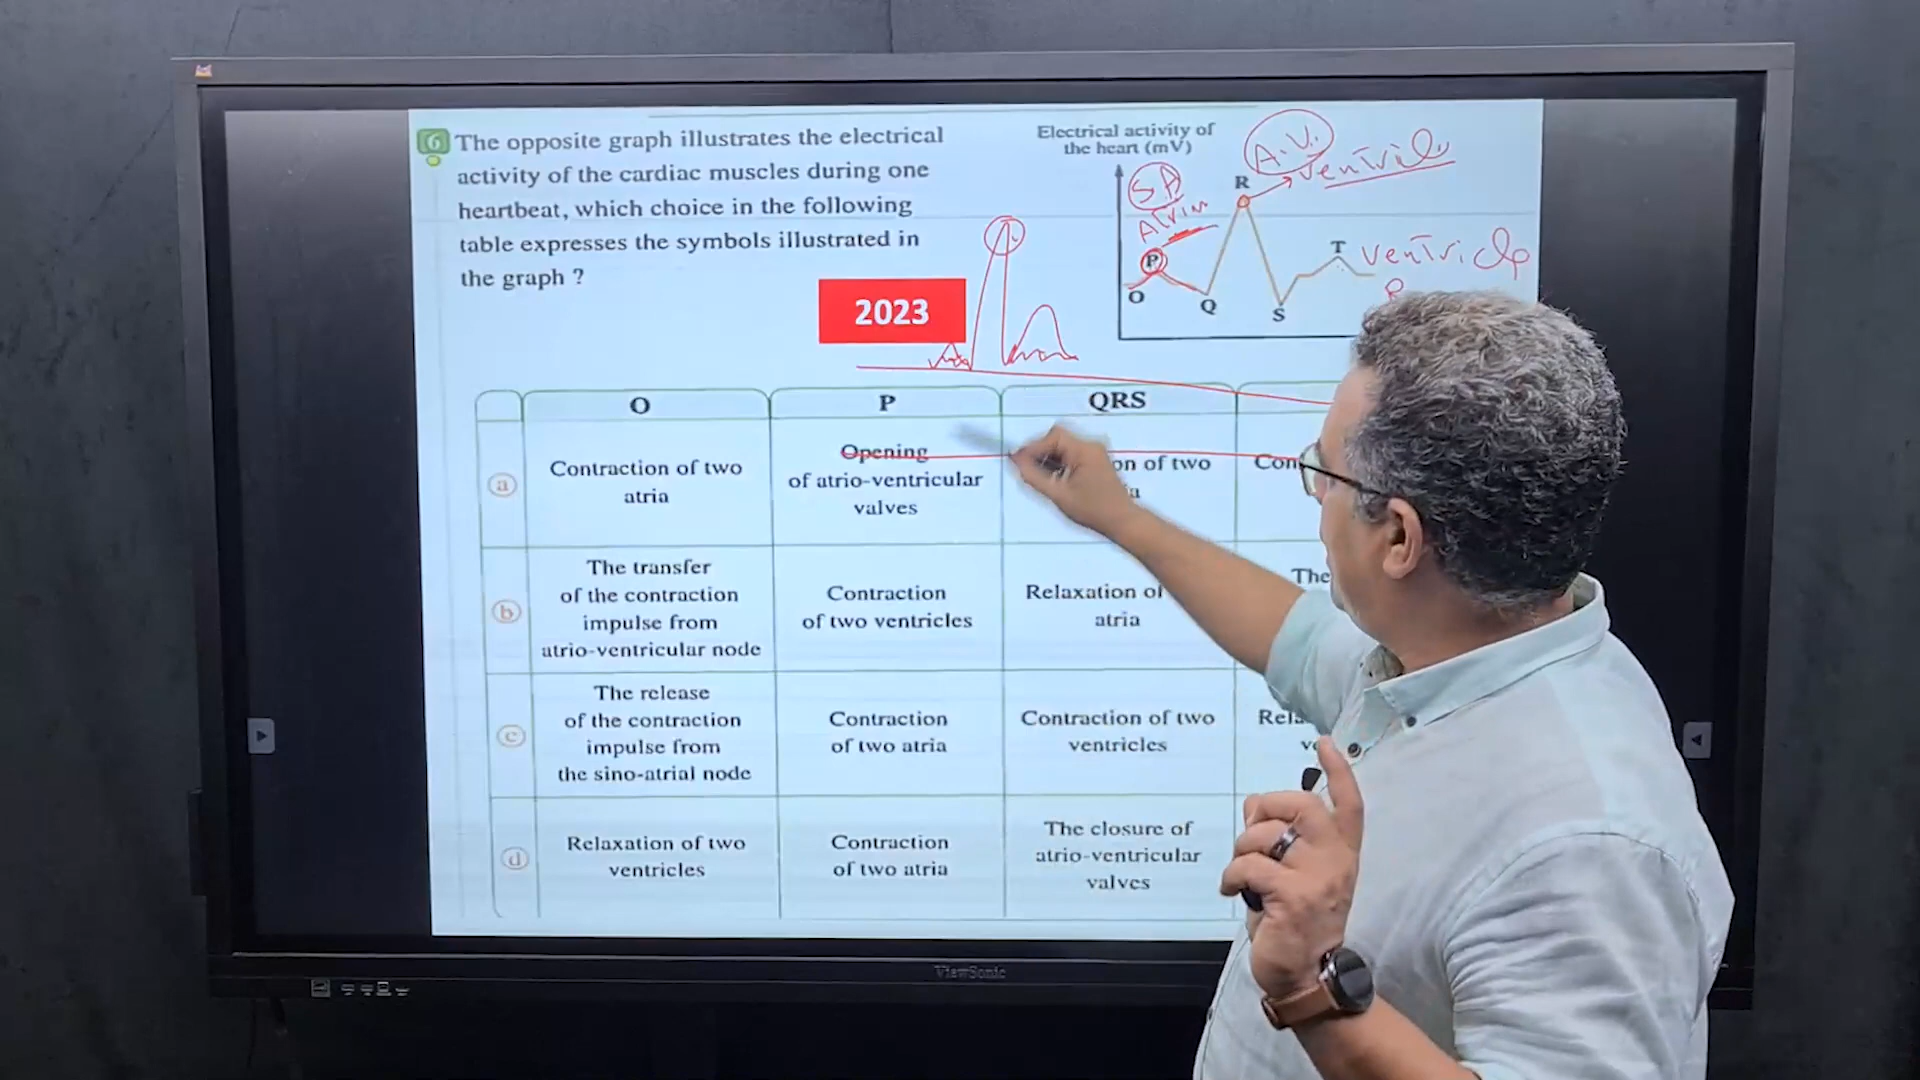 6 The opposite graph illustrates the electrical
activity of the cardiac muscles during one
heartbeat, which choice in the following
table expresses the symbols illustrated in
the graph ?
2023
Electrical activity of
the heart (mV)
A.V.
SA
R
P
T
ventricle
O
Q
S
O
P
QRS
a
Contraction of two
atria
Opening
of atrio-ventricular
valves
on of two
b
The transfer
of the contraction
impulse from
atrio-ventricular node
Contraction
of two ventricles
Relaxation of
atria
The
c
The release
of the contraction
impulse from
the sino-atrial node
Contraction
of two atria
Contraction of two
ventricles
d
Relaxation of two
ventricles
Contraction
of two atria
The closure of
atrio-ventricular
valves
ViewSonic